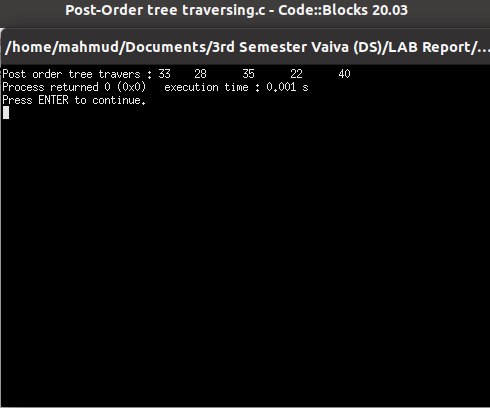 Post-Order tree traversing.c - Code::Blocks 20.03
/home/mahmud/Documents/3rd Semester Vaiva (DS)/LAB Report/...
Post order tree travers : 33 28 35 22 40
Process returned 0 (0x0) execution time : 0.001 s
Press ENTER to continue.